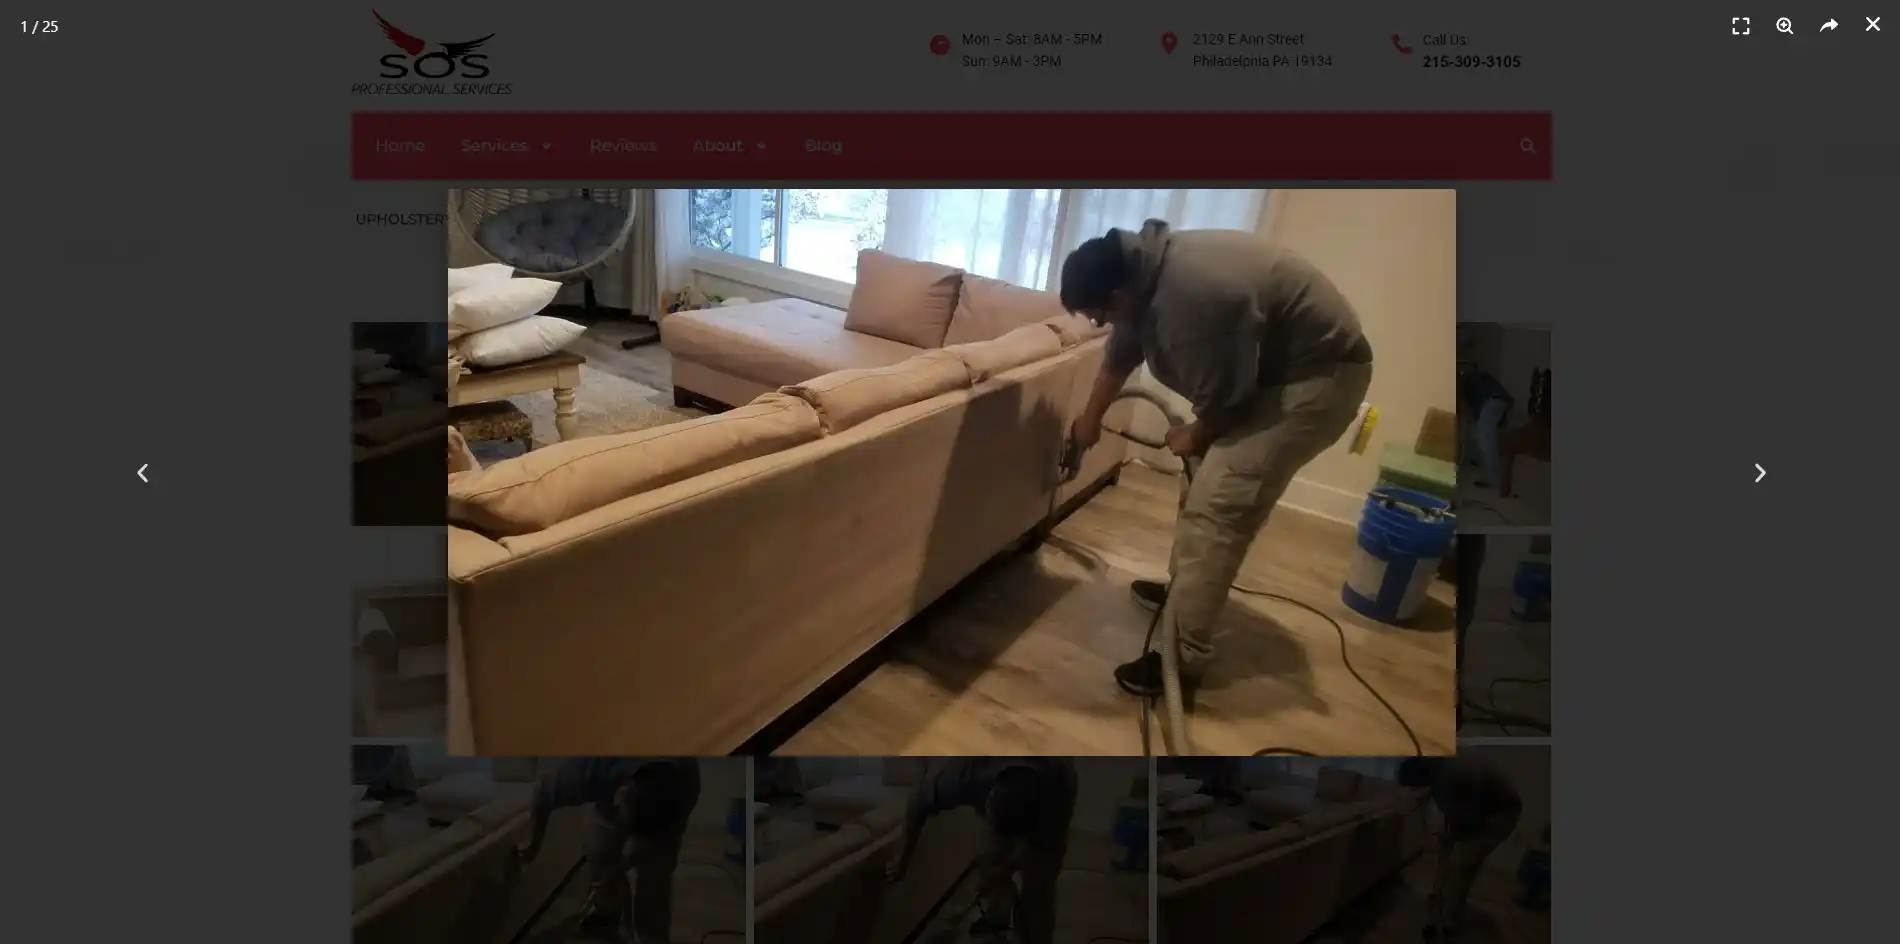 1 / 25
SOS
PROFESSIONAL SERVICES
Mon – Sat: 8AM - 5PM
Sun: 9AM - 3PM
2129 E Ann Street
Philadelphia PA 19134
Call Us:
215-309-3105
Home
Services
Reviews
About
Blog